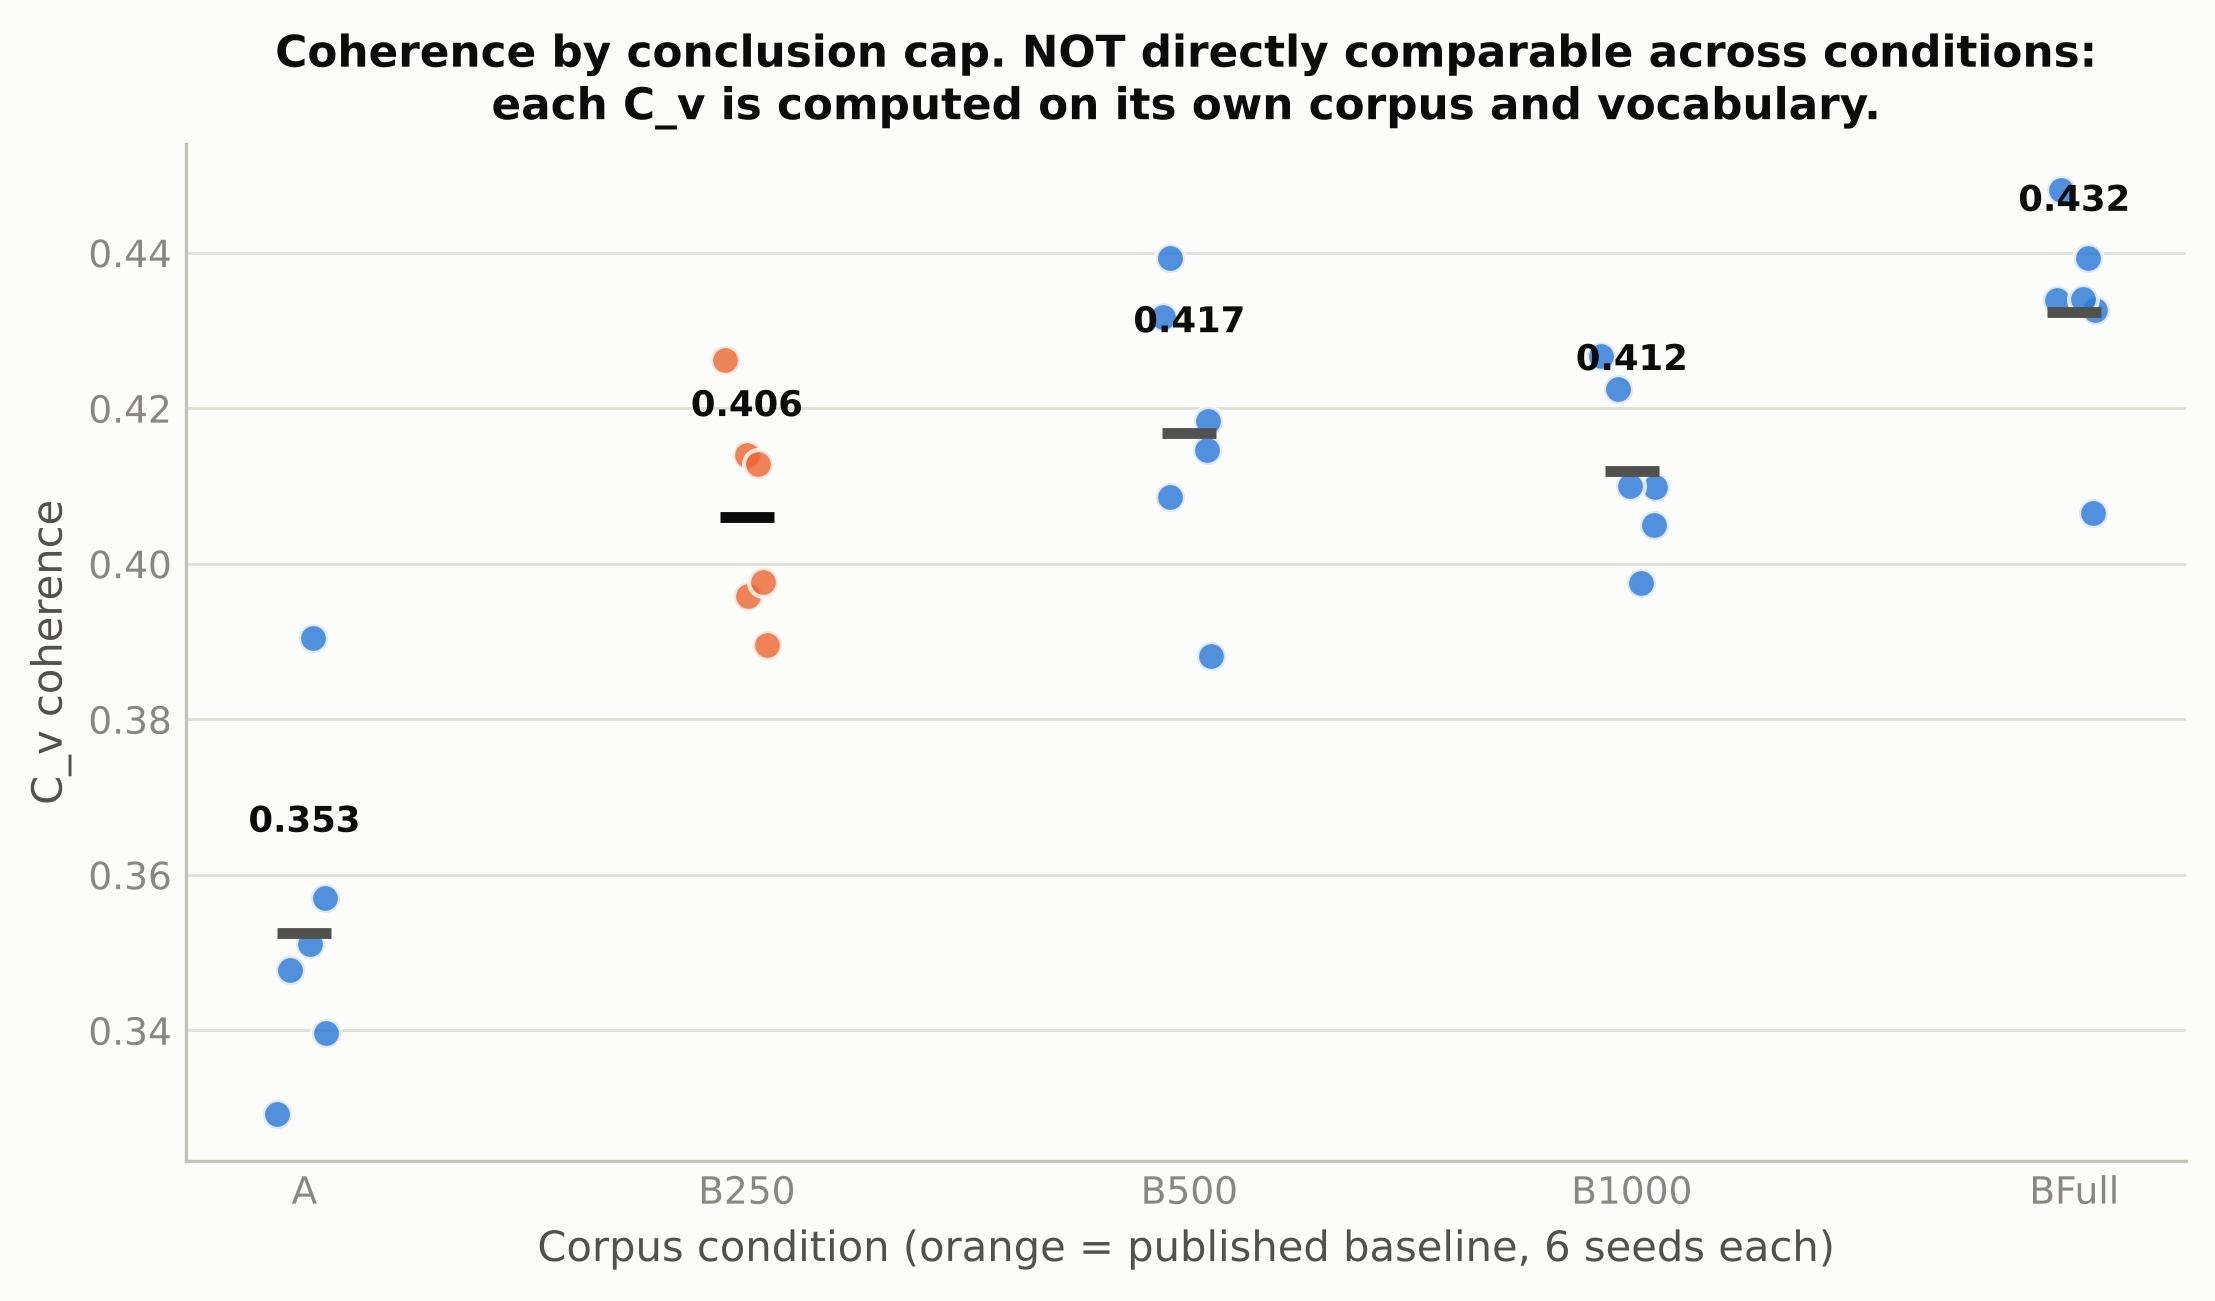 Coherence by conclusion cap. NOT directly comparable across conditions:
each C_v is computed on its own corpus and vocabulary.
C_v coherence
0.44
0.42
0.40
0.38
0.36
0.34
0.353
0.406
0.417
0.412
0.432
A
B250
B500
B1000
BFull
Corpus condition (orange = published baseline, 6 seeds each)